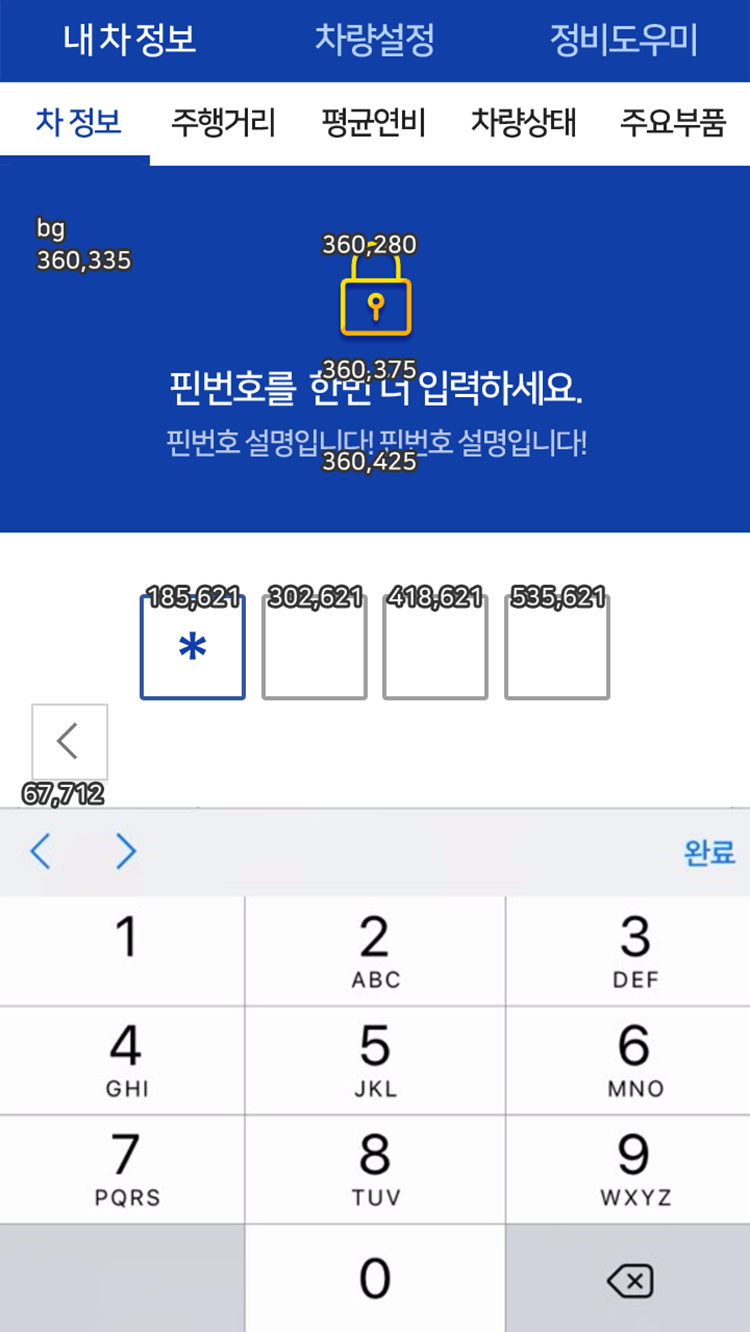 내 차 정보 차량설정 정비도우미
차 정보 주행거리 평균연비 차량상태 주요부품
bg
360,335
360,280
360,375
핀번호를 한번 더 입력하세요.
핀번호 설명입니다! 핀번호 설명입니다!
360,425
185,621 302,621 418,621 535,621
*
67,712
완료
1 2 3
ABC DEF
4 5 6
GHI JKL MNO
7 8 9
PQRS TUV WXYZ
0